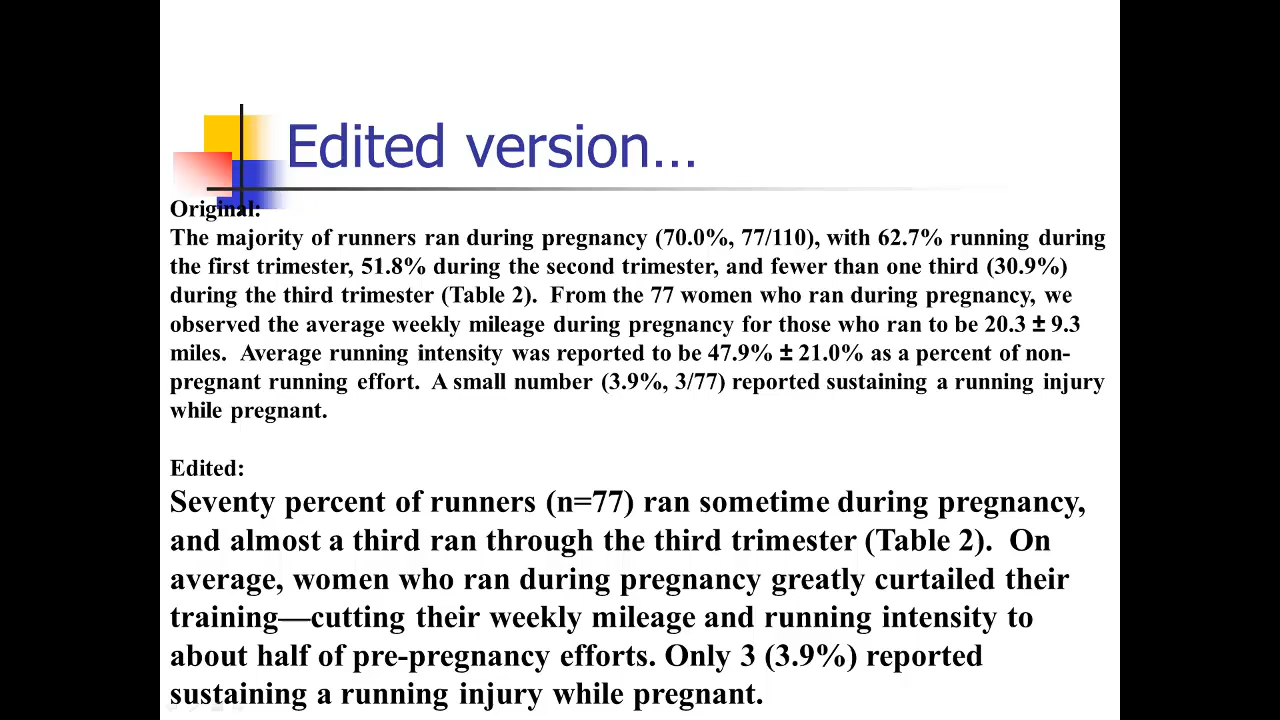 Edited version...
Original:
The majority of runners ran during pregnancy (70.0%, 77/110), with 62.7% running during
the first trimester, 51.8% during the second trimester, and fewer than one third (30.9%)
during the third trimester (Table 2).  From the 77 women who ran during pregnancy, we
observed the average weekly mileage during pregnancy for those who ran to be 20.3 ± 9.3
miles.  Average running intensity was reported to be 47.9% ± 21.0% as a percent of non-
pregnant running effort.  A small number (3.9%, 3/77) reported sustaining a running injury
while pregnant.
Edited:
Seventy percent of runners (n=77) ran sometime during pregnancy,
and almost a third ran through the third trimester (Table 2).  On
average, women who ran during pregnancy greatly curtailed their
training—cutting their weekly mileage and running intensity to
about half of pre-pregnancy efforts. Only 3 (3.9%) reported
sustaining a running injury while pregnant.